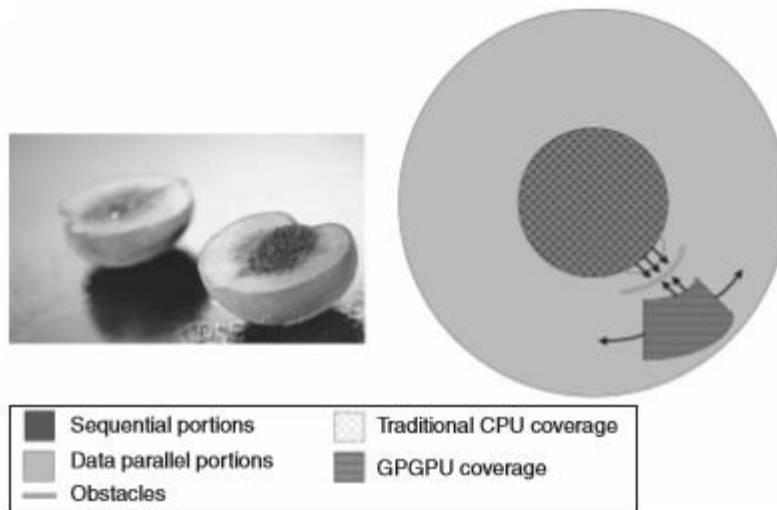 Sequential portions
Traditional CPU coverage
Data parallel portions
GPGPU coverage
Obstacles